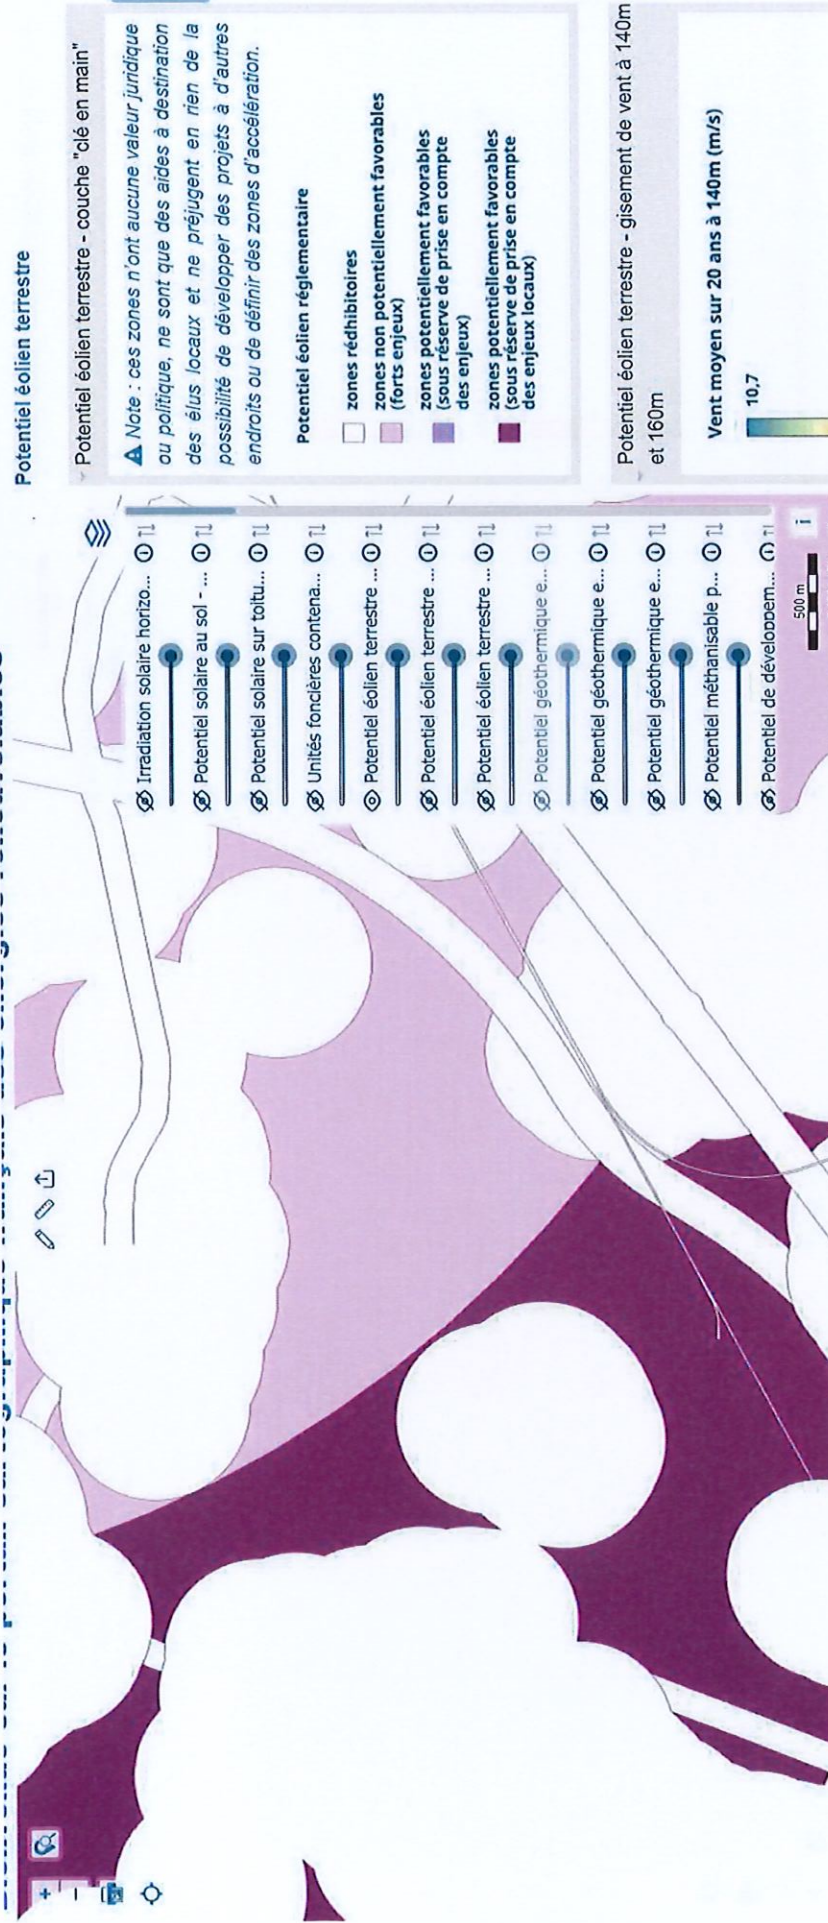 Potentiel éolien terrestre
Potentiel éolien terrestre - couche "clé en main"
Note : ces zones n'ont aucune valeur juridique
ou politique, ne sont que des aides à destination
des élus locaux et ne préjugent en rien de la
possibilité de développer des projets à d'autres
endroits ou de définir des zones d'accélération.
Potentiel éolien réglementaire
zones rédhibitoires
zones non potentiellement favorables
(forts enjeux)
zones potentiellement favorables
(sous réserve de prise en compte
des enjeux)
zones potentiellement favorables
(sous réserve de prise en compte
des enjeux locaux)
Potentiel éolien terrestre - gisement de vent à 140m
et 160m
Vent moyen sur 20 ans à 140m (m/s)
10,7
Irradiation solaire horizo...
Potentiel solaire au sol - ...
Potentiel solaire sur toitu...
Unités foncières contena...
Potentiel éolien terrestre ...
Potentiel éolien terrestre ...
Potentiel éolien terrestre ...
Potentiel géothermique e...
Potentiel géothermique e...
Potentiel géothermique e...
Potentiel méthanisable p...
Potentiel de développem...
500 m